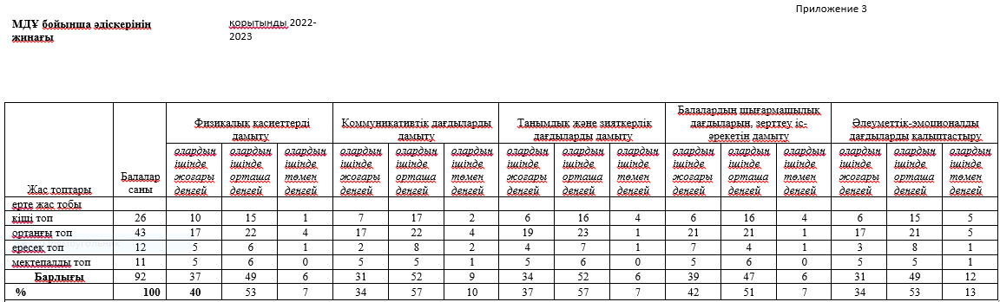 Приложение 3
МДҰ бойынша әдіскерінің
жинағы
қорытынды 2022-
2023
Жас топтары
Балалар
саны
Физикалық қасиеттерді
дамыту
Коммуникативтік дағдыларды
дамыту
Танымдық және зияткерлік
дағдыларды дамыту
Балалардың шығармашылық
дағдыларын, зерттеу іс-
әрекетін дамыту
Әлеуметтік-эмоционалды
дағдыларды қалыптастыру
олардың ішінде жоғары деңгей
олардың ішінде орташа деңгей
олардың ішінде төмен деңгей
олардың ішінде жоғары деңгей
олардың ішінде орташа деңгей
олардың ішінде төмен деңгей
олардың ішінде жоғары деңгей
олардың ішінде орташа деңгей
олардың ішінде төмен деңгей
олардың ішінде жоғары деңгей
олардың ішінде орташа деңгей
олардың ішінде төмен деңгей
олардың ішінде жоғары деңгей
олардың ішінде орташа деңгей
олардың ішінде төмен деңгей
ерте жас тобы
кіші топ 26 10 15 1 7 17 2 6 16 4 6 16 4 6 15 5
ортаңғы топ 43 17 22 4 17 22 4 19 23 1 21 21 1 17 21 5
ересек топ 12 5 6 1 2 8 2 4 7 1 7 4 1 3 8 1
мектепалды топ 11 5 6 0 5 5 1 5 6 0 5 6 0 5 5 1
Барлығы 92 37 49 6 31 52 9 34 52 6 39 47 6 31 49 12
% 100 40 53 7 34 57 10 37 57 7 42 51 7 34 53 13